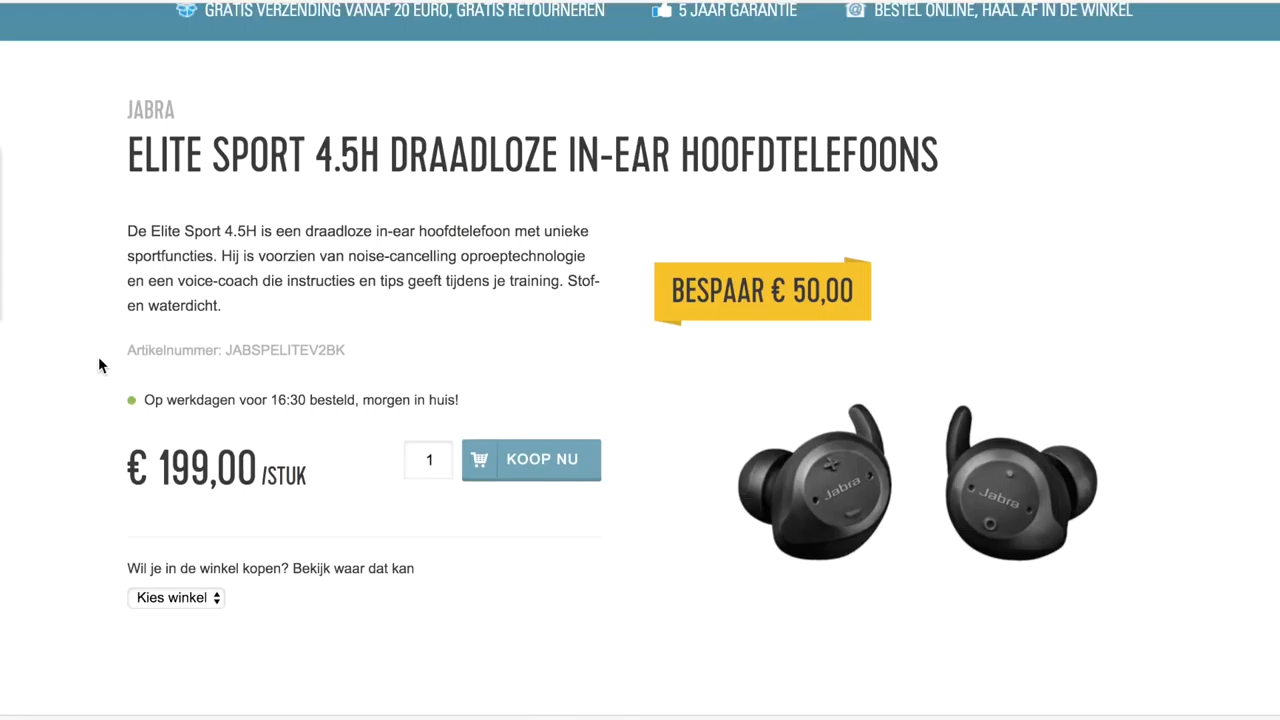 GRATIS VERZENDING VANAF 20 EURO, GRATIS RETOURNEREN
5 JAAR GARANTIE
BESTEL ONLINE, HAAL AF IN DE WINKEL
JABRA
ELITE SPORT 4.5H DRAADLOZE IN-EAR HOOFDTELEFOONS
De Elite Sport 4.5H is een draadloze in-ear hoofdtelefoon met unieke
sportfuncties. Hij is voorzien van noise-cancelling oproeptechnologie
en een voice-coach die instructies en tips geeft tijdens je training. Stof-
en waterdicht.
Artikelnummer: JABSPELITEV2BK
Op werkdagen voor 16:30 besteld, morgen in huis!
€ 199,00 /STUK
1
KOOP NU
Wil je in de winkel kopen? Bekijk waar dat kan
Kies winkel
BESPAAR € 50,00
Jabra
Jabra